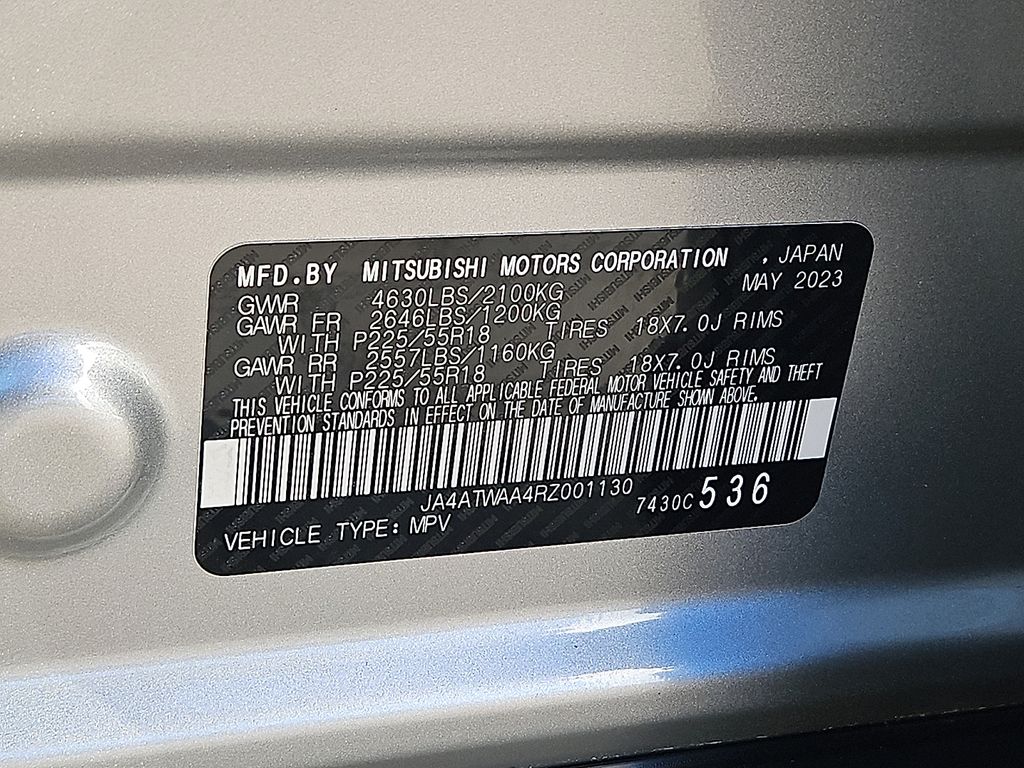 MFD.BY MITSUBISHI MOTORS CORPORATION , JAPAN
MAY 2023
GVWR 4630LBS/2100KG
GAWR FR 2646LBS/1200KG
WITH P225/55R18 TIRES 18X7.0J RIMS
GAWR RR 2557LBS/1160KG
WITH P225/55R18 TIRES 18X7.0J RIMS
THIS VEHICLE CONFORMS TO ALL APPLICABLE FEDERAL MOTOR VEHICLE SAFETY AND THEFT
PREVENTION STANDARDS IN EFFECT ON THE DATE OF MANUFACTURE SHOWN ABOVE.
JA4ATWAA4RZ001130
7430C 536
VEHICLE TYPE: MPV